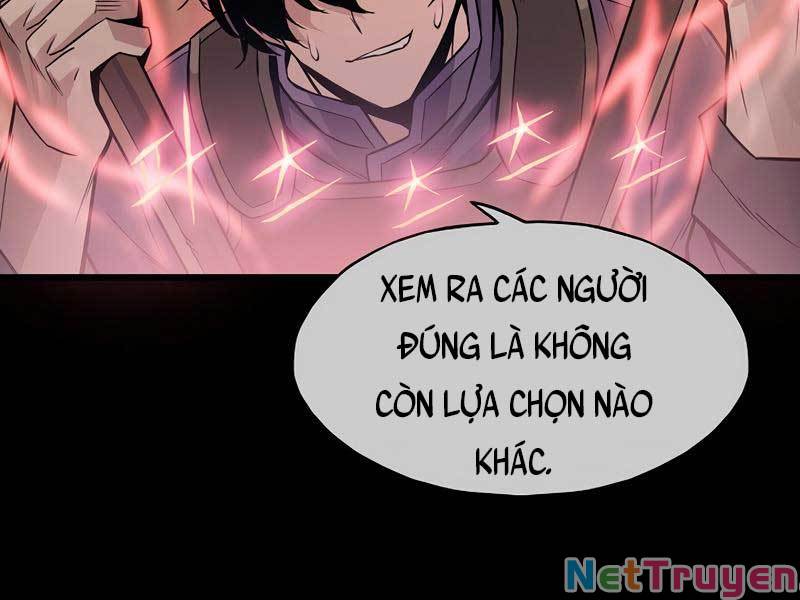 XEM RA CÁC NGƯỜI
ĐÚNG LÀ KHÔNG
CÒN LỰA CHỌN NÀO
KHÁC.
NetTruyen